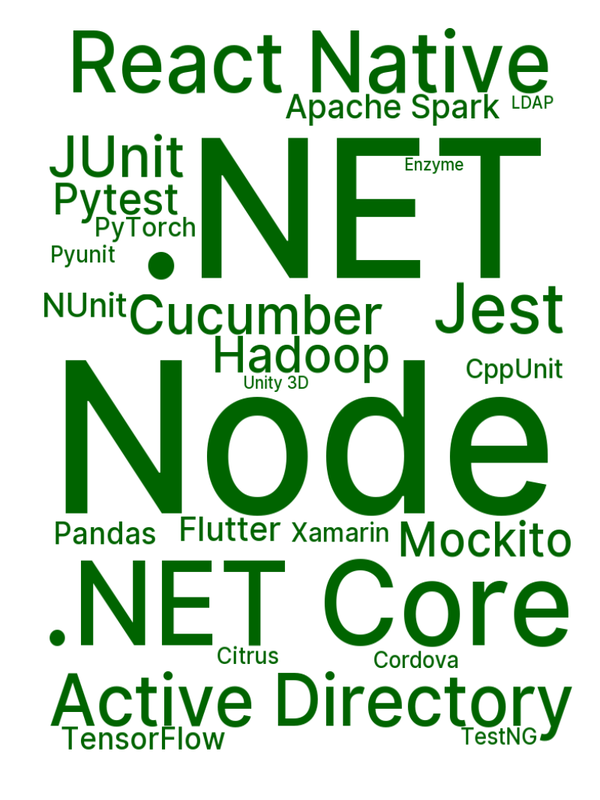 React Native
Apache Spark
LDAP
JUnit
.NET
Enzyme
Pytest
PyTorch
Pyunit
NUnit
Cucumber
Jest
Hadoop
CppUnit
Unity 3D
Node
Pandas
Flutter
Xamarin
Mockito
.NET Core
Citrus
Cordova
Active Directory
TensorFlow
TestNG